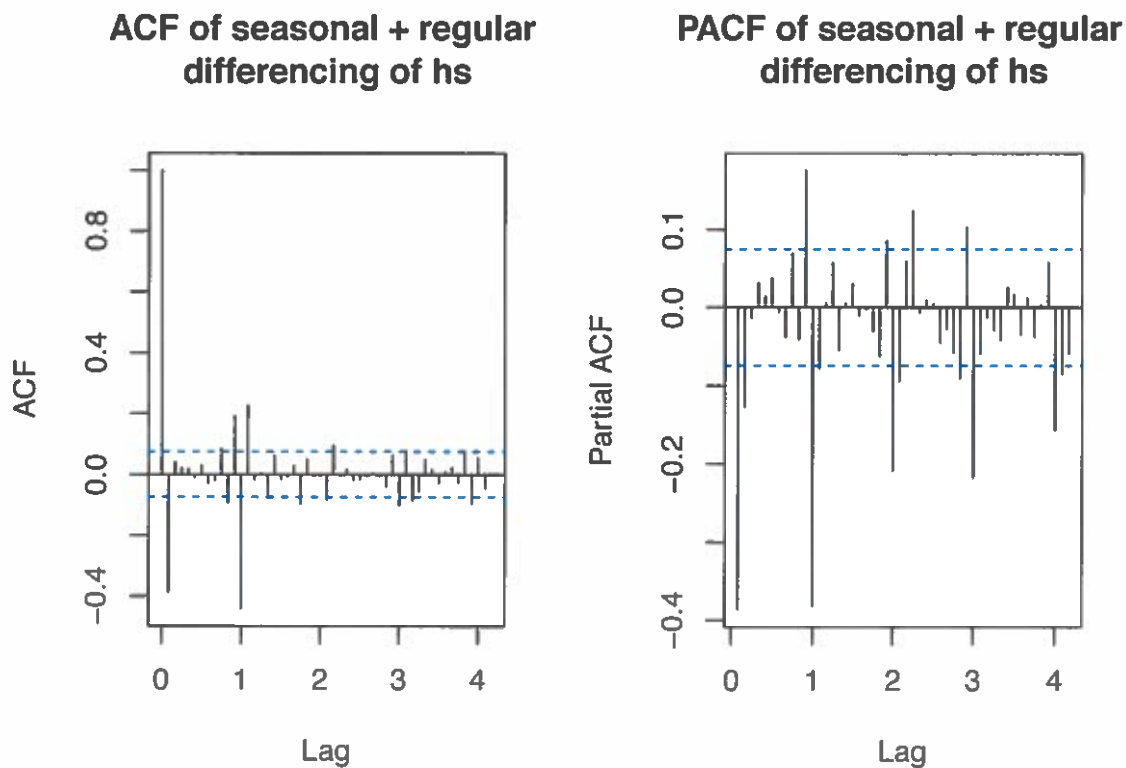 ACF of seasonal + regular
differencing of hs
PACF of seasonal + regular
differencing of hs
ACF
0.8
0.4
0.0
-0.4
0 1 2 3 4
Lag
Partial ACF
0.1
0.0
-0.2
-0.4
0 1 2 3 4
Lag